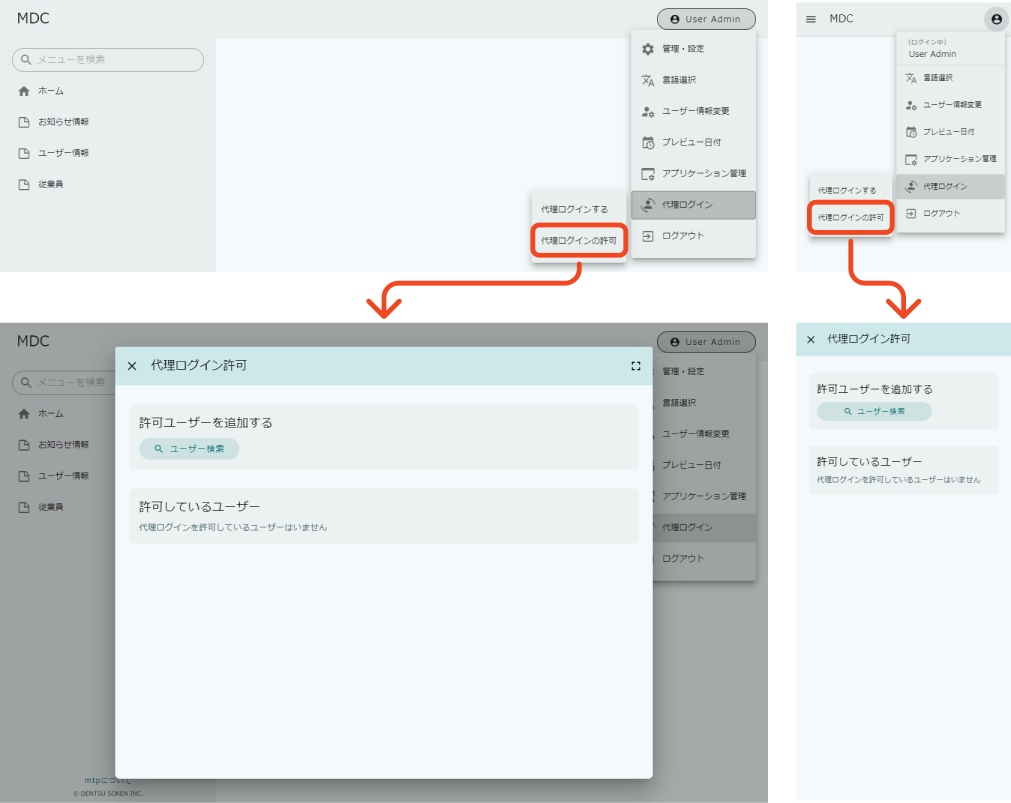 MDC
User Admin
メニューを検索
ホーム
お知らせ情報
ユーザー情報
従業員
管理・設定
言語選択
ユーザー情報変更
プレビュー日付
アプリケーション管理
代理ログイン
ログアウト
代理ログインする
代理ログインの許可
MDC
(ログイン中)
User Admin
言語選択
ユーザー情報変更
プレビュー日付
アプリケーション管理
代理ログイン
ログアウト
代理ログインする
代理ログインの許可
MDC
User Admin
メニューを検索
ホーム
お知らせ情報
ユーザー情報
従業員
管理・設定
言語選択
ユーザー情報変更
プレビュー日付
アプリケーション管理
代理ログイン
ログアウト
代理ログイン許可
許可ユーザーを追加する
ユーザー検索
許可しているユーザー
代理ログインを許可しているユーザーはいません
mtpについて
© DENTSU SOKEN INC.
代理ログイン許可
許可ユーザーを追加する
ユーザー検索
許可しているユーザー
代理ログインを許可しているユーザーはいません